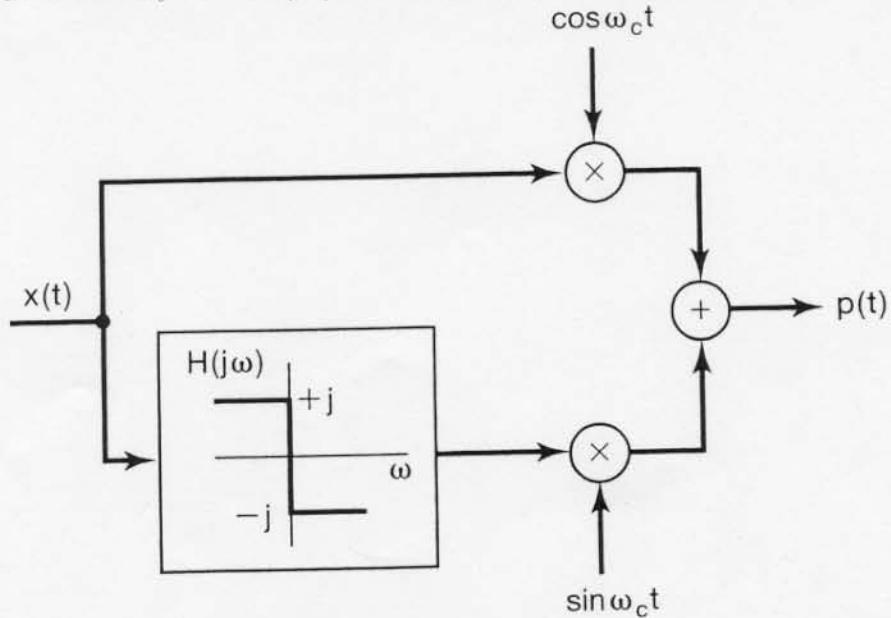 cos ω_c t
×
x(t)
+
p(t)
H(jω)
+j
ω
−j
×
sin ω_c t